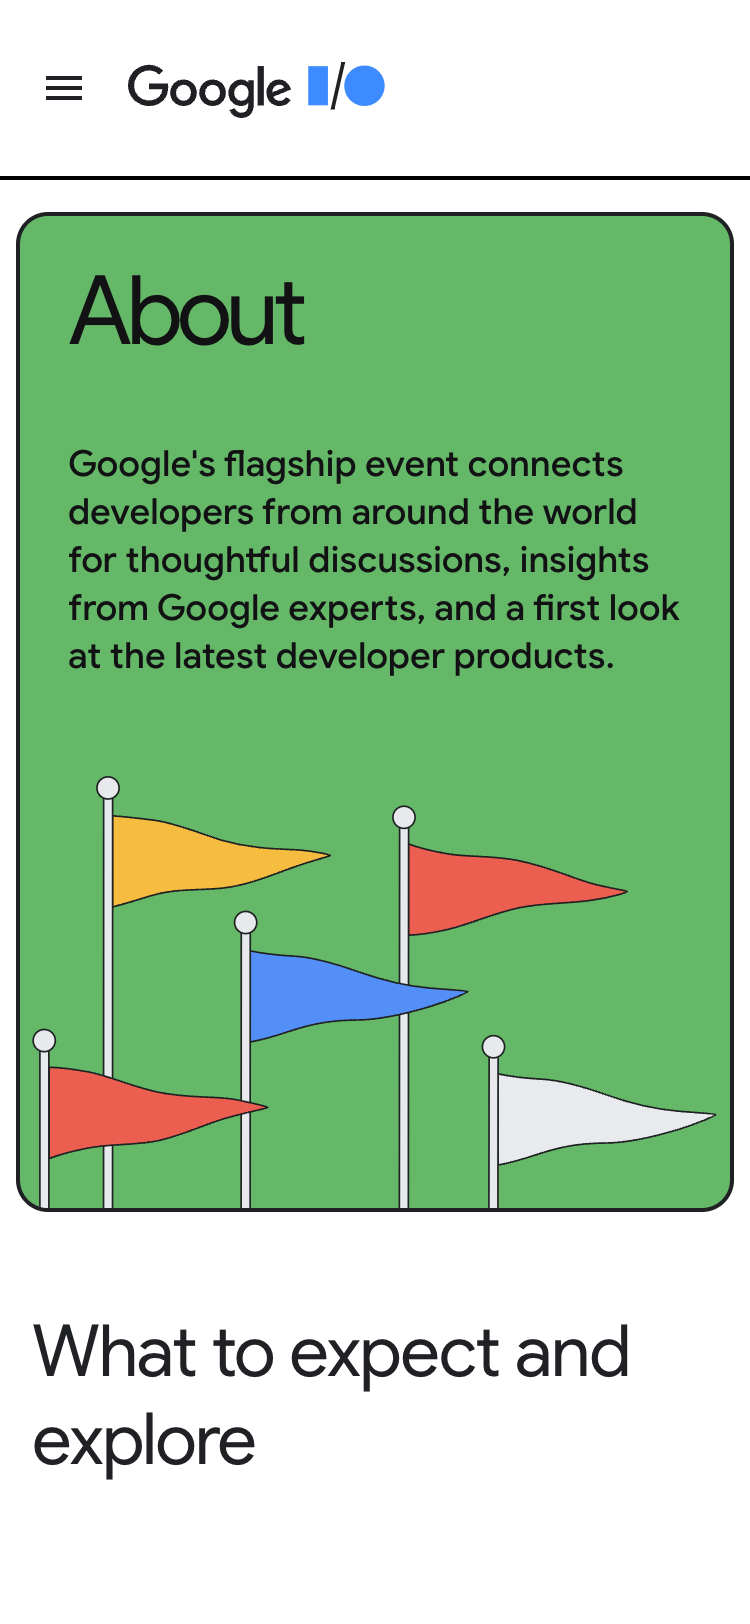 Google I/O
About
Google's flagship event connects
developers from around the world
for thoughtful discussions, insights
from Google experts, and a first look
at the latest developer products.
What to expect and
explore